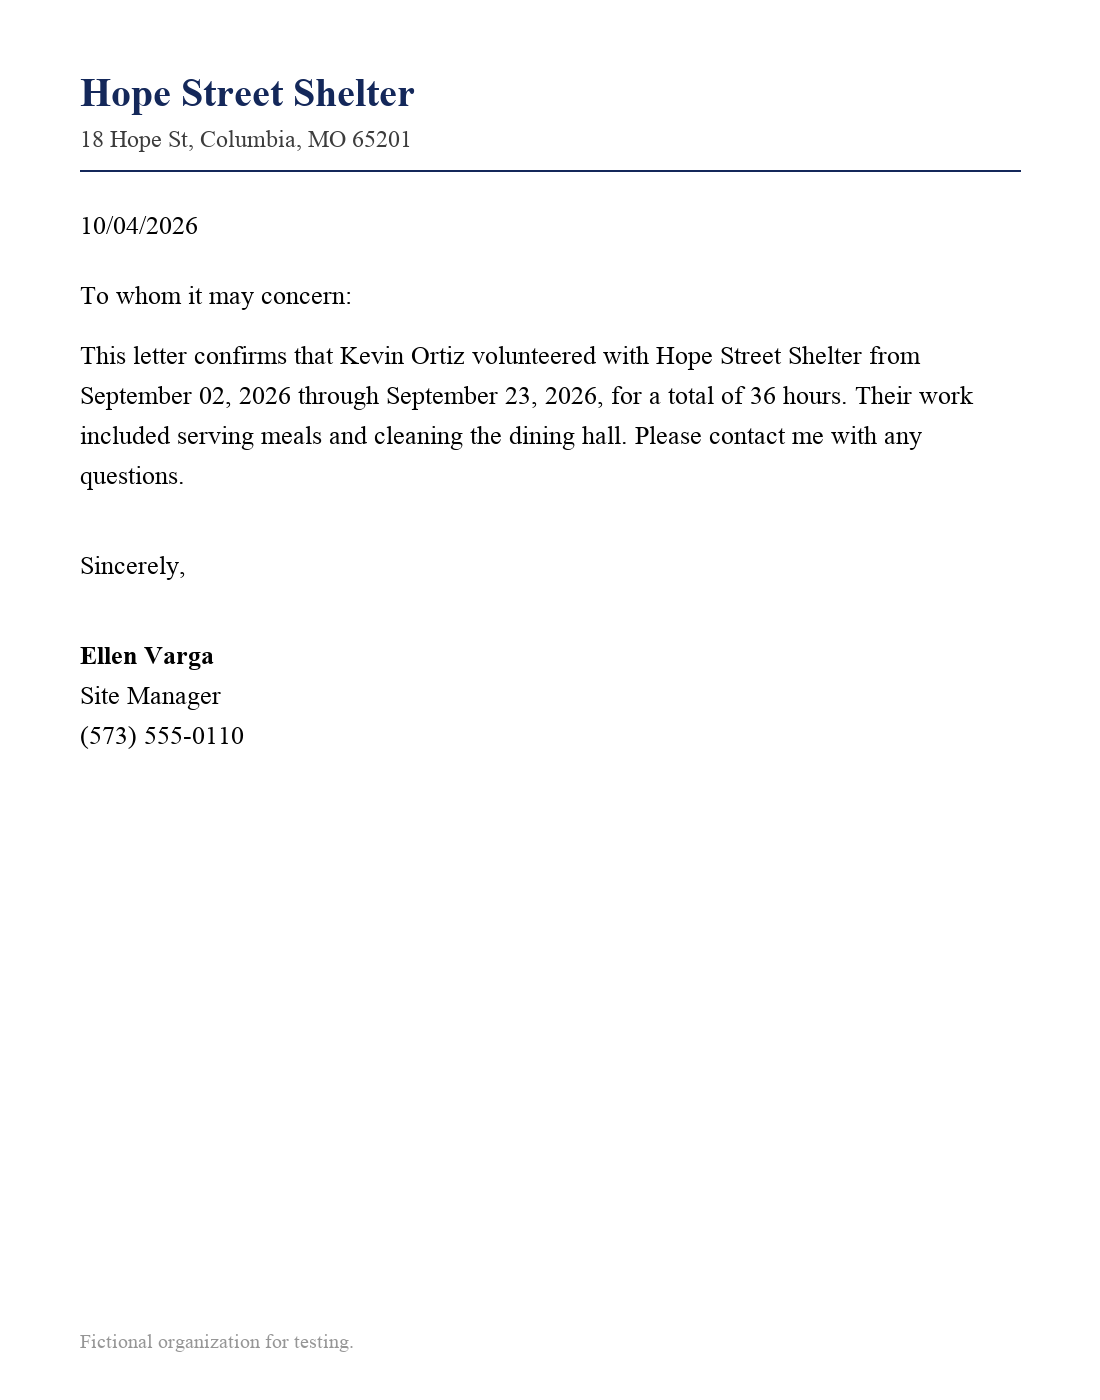 Hope Street Shelter
18 Hope St, Columbia, MO 65201
10/04/2026
To whom it may concern:
This letter confirms that Kevin Ortiz volunteered with Hope Street Shelter from
September 02, 2026 through September 23, 2026, for a total of 36 hours. Their work
included serving meals and cleaning the dining hall. Please contact me with any
questions.
Sincerely,
Ellen Varga
Site Manager
(573) 555-0110
Fictional organization for testing.